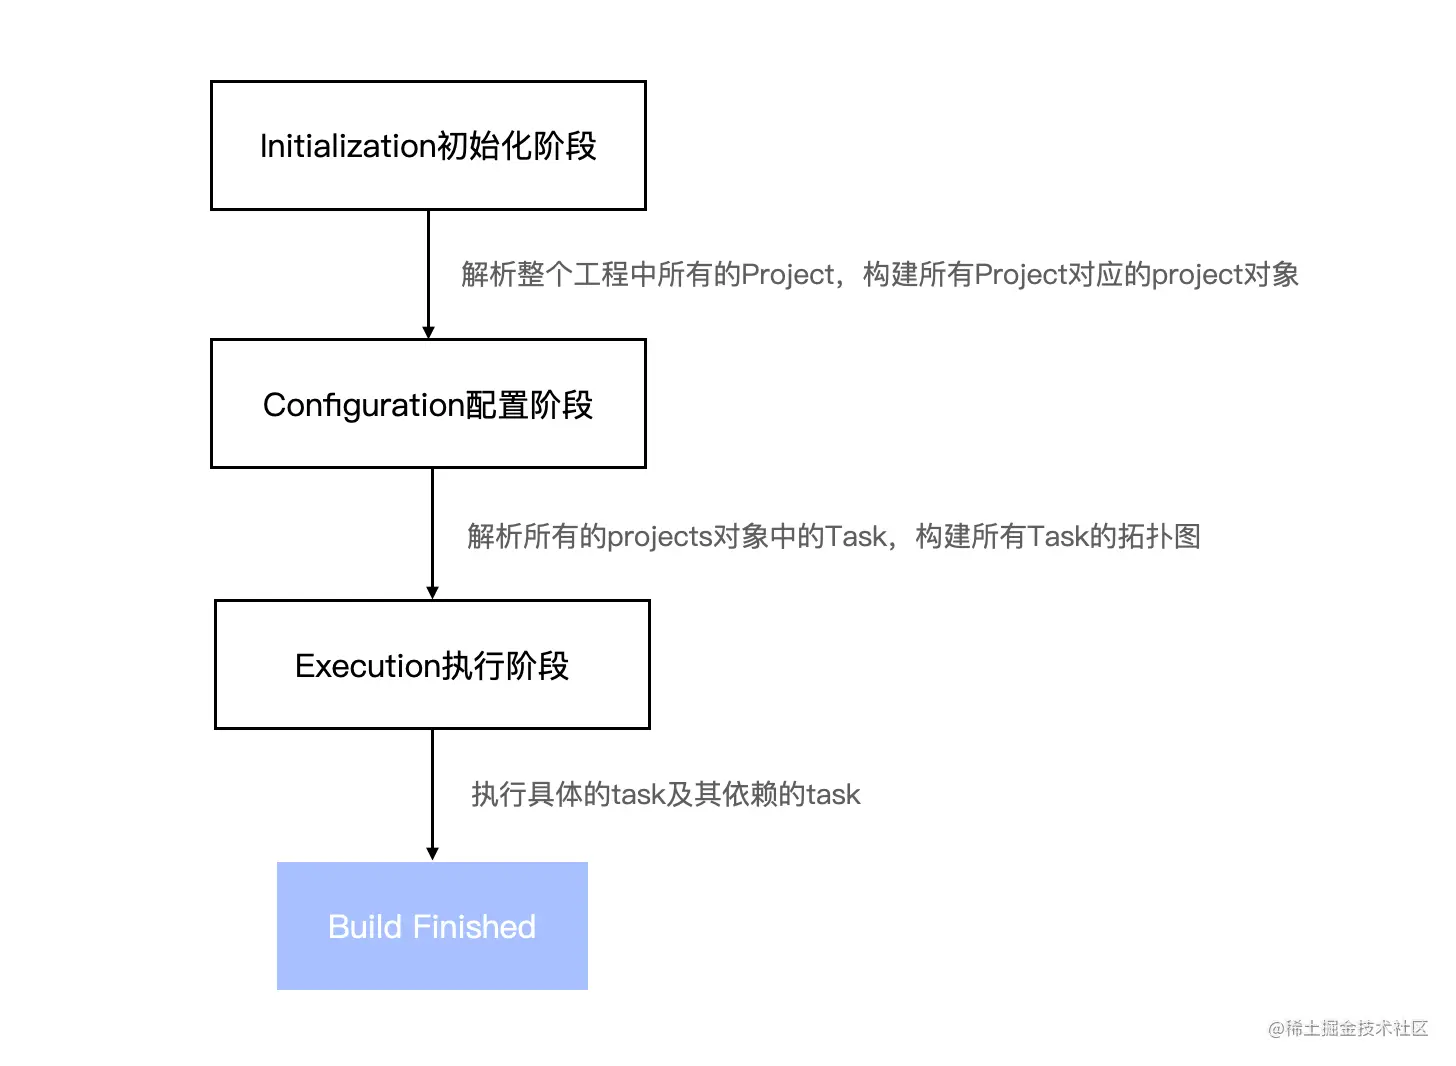 Initialization初始化阶段
解析整个工程中所有的Project，构建所有Project对应的project对象
Configuration配置阶段
解析所有的projects对象中的Task，构建所有Task的拓扑图
Execution执行阶段
执行具体的task及其依赖的task
Build Finished
@稀土掘金技术社区